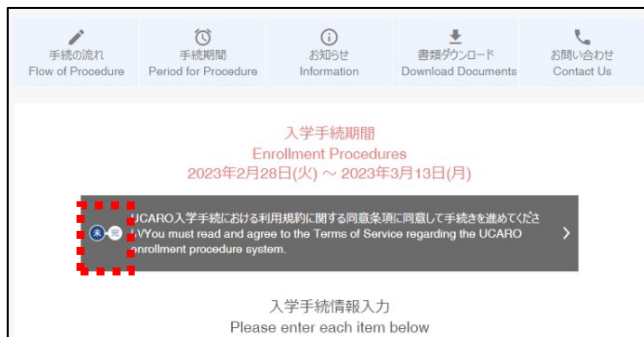 手続の流れ
Flow of Procedure
手続期間
Period for Procedure
お知らせ
Information
書類ダウンロード
Download Documents
お問い合わせ
Contact Us
入学手続期間
Enrollment Procedures
2023年2月28日(火) ～ 2023年3月13日(月)
未 完
UCARO入学手続における利用規約に関する同意条項に同意して手続きを進めてくださ
い/You must read and agree to the Terms of Service regarding the UCARO
enrollment procedure system.
入学手続情報入力
Please enter each item below